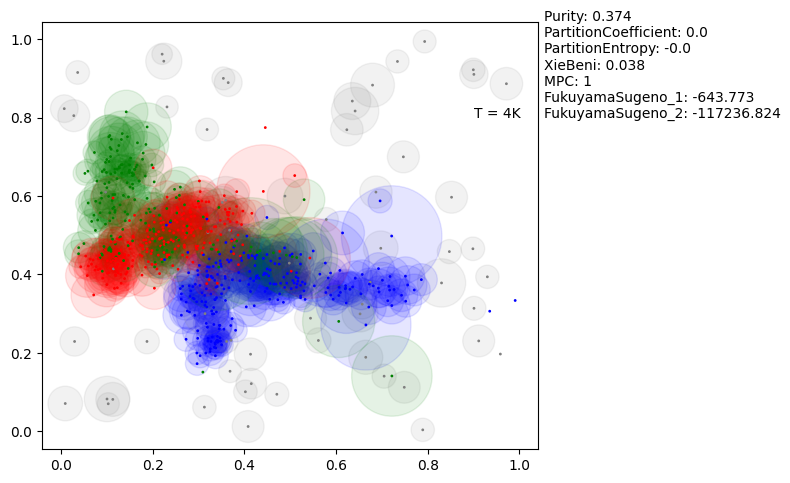 Purity: 0.374
PartitionCoefficient: 0.0
PartitionEntropy: -0.0
XieBeni: 0.038
MPC: 1
FukuyamaSugeno_1: -643.773
FukuyamaSugeno_2: -117236.824
T = 4K
1.0
0.8
0.6
0.4
0.2
0.0
0.0 0.2 0.4 0.6 0.8 1.0